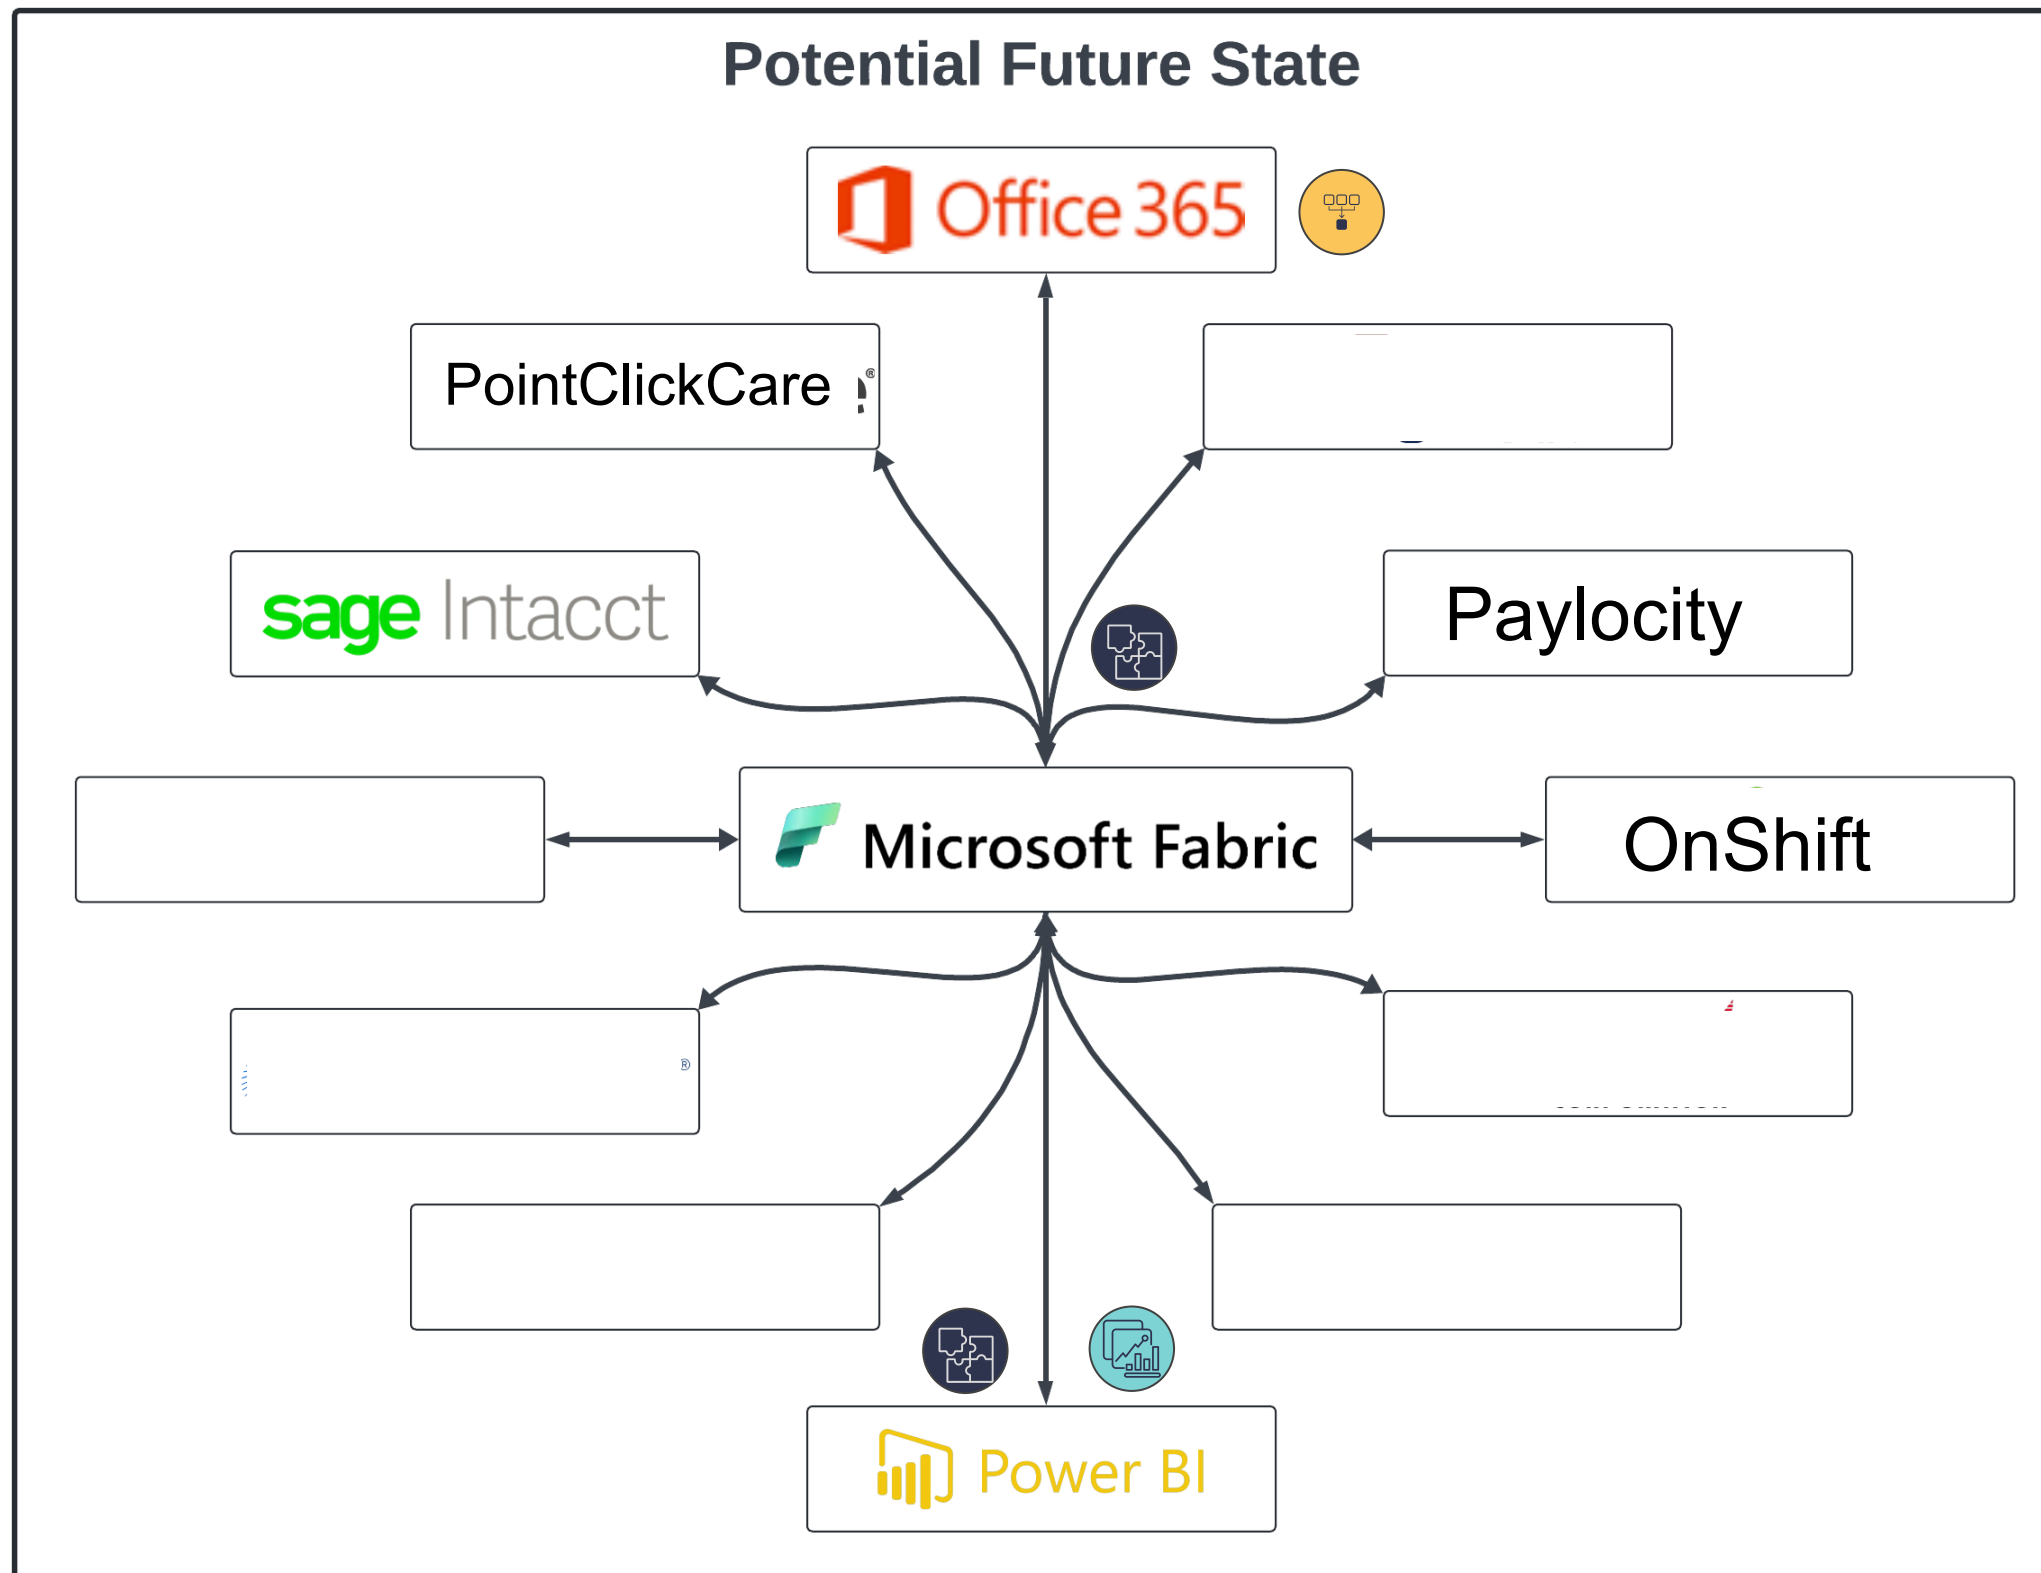 Potential Future State
Office 365
PointClickCare ®
sage Intacct
Paylocity
Microsoft Fabric
OnShift
®
Power BI